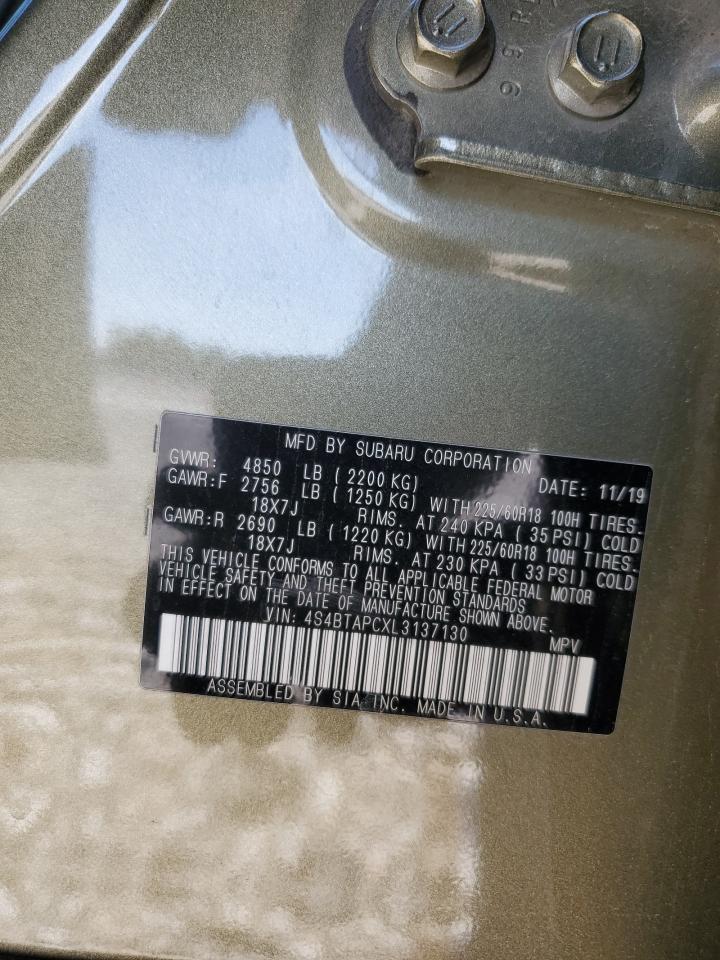 99 R
MFD BY SUBARU CORPORATION
GVWR: 4850 LB ( 2200 KG) DATE: 11/19
GAWR:F 2756 LB ( 1250 KG) WITH 225/60R18 100H TIRES.
18X7J RIMS. AT 240 KPA ( 35 PSI) COLD
GAWR:R 2690 LB ( 1220 KG) WITH 225/60R18 100H TIRES.
18X7J RIMS. AT 230 KPA ( 33 PSI) COLD
THIS VEHICLE CONFORMS TO ALL APPLICABLE FEDERAL MOTOR
VEHICLE SAFETY AND THEFT PREVENTION STANDARDS
IN EFFECT ON THE DATE OF MANUFACTURE SHOWN ABOVE.
VIN: 4S4BTAPCXL3137130 MPV
ASSEMBLED BY SIA INC. MADE IN U.S.A.